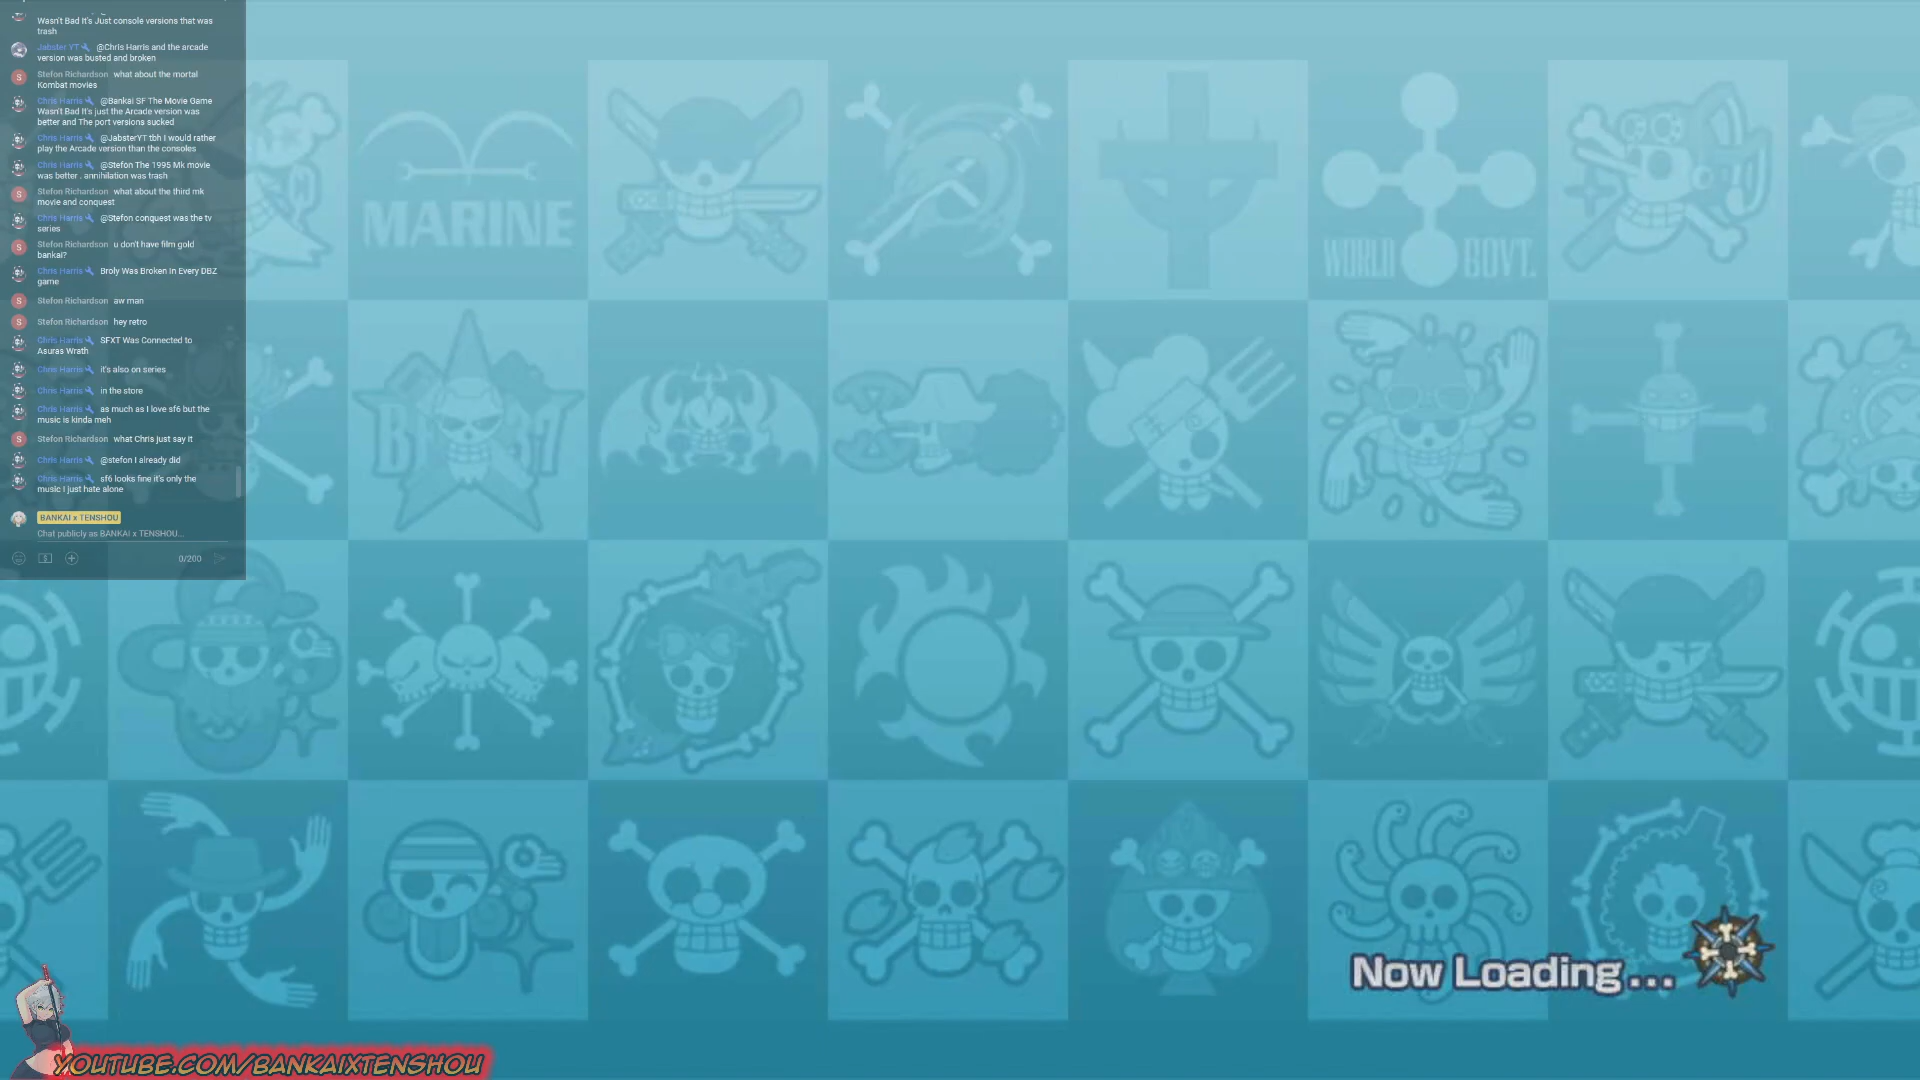 Wasn't Bad It's Just console versions that was
trash
Jabster YT @Chris Harris and the arcade
version was busted and broken
Stefon Richardson what about the mortal
Kombat movies
Chris Harris @Bankai SF The Movie Game
Wasn't Bad It's just the Arcade version was
better and The port versions sucked
Chris Harris @JabsterYT tbh I would rather
play the Arcade version than the consoles
Chris Harris @Stefon The 1995 Mk movie
was better . annihilation was trash
Stefon Richardson what about the third mk
movie and conquest
Chris Harris @Stefon conquest was the tv
series
Stefon Richardson u don't have film gold
bankai?
Chris Harris Broly Was Broken In Every DBZ
game
Stefon Richardson aw man
Stefon Richardson hey retro
Chris Harris SFXT Was Connected to
Asuras Wrath
Chris Harris it's also on series
Chris Harris in the store
Chris Harris as much as I love sf6 but the
music is kinda meh
Stefon Richardson what Chris just say it
Chris Harris @stefon I already did
Chris Harris sf6 looks fine it's only the
music I just hate alone
BANKAI x TENSHOU
Chat publicly as BANKAI x TENSHOU...
0/200
MARINE
WORLD GOVT.
Now Loading...
YOUTUBE.COM/BANKAIXTENSHOU